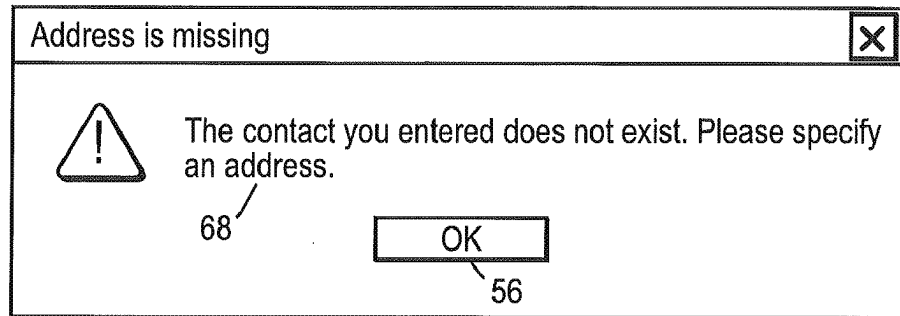 Address is missing
The contact you entered does not exist. Please specify
an address.
68
OK
56